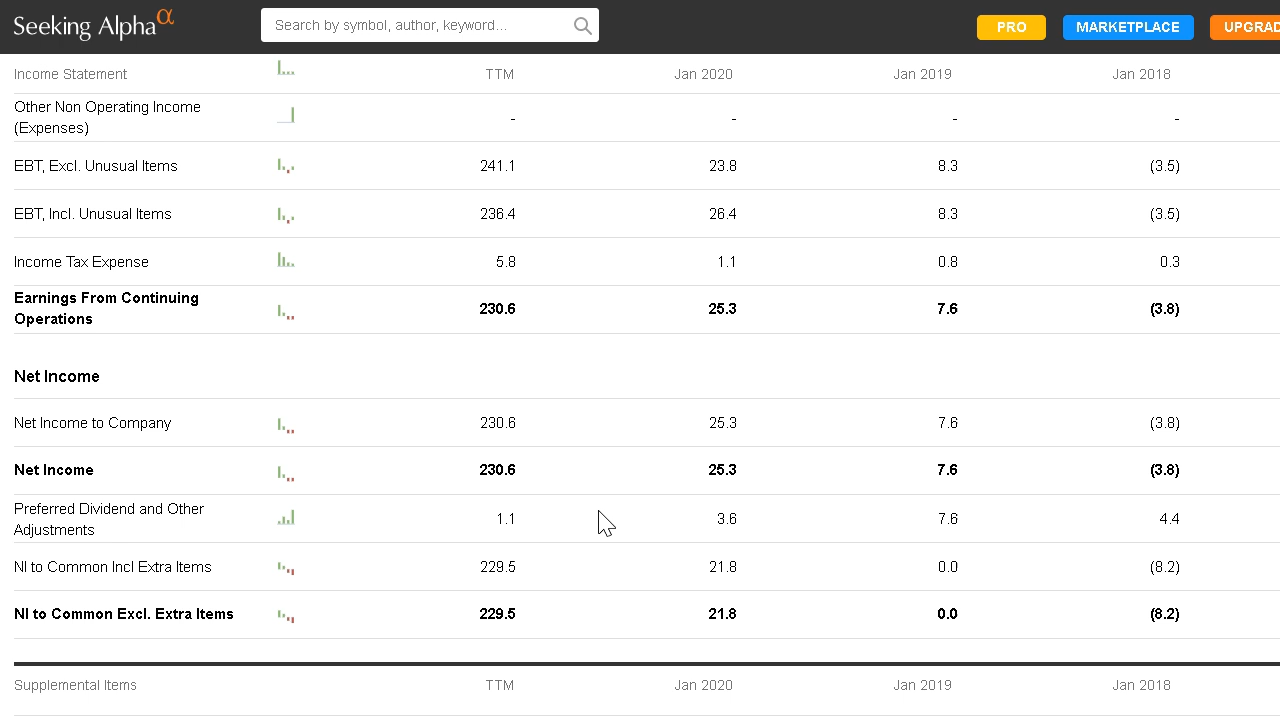 Seeking Alpha α
Search by symbol, author, keyword...
PRO
MARKETPLACE
UPGRAD
Income Statement TTM Jan 2020 Jan 2019 Jan 2018
Other Non Operating Income
(Expenses) - - - -
EBT, Excl. Unusual Items 241.1 23.8 8.3 (3.5)
EBT, Incl. Unusual Items 236.4 26.4 8.3 (3.5)
Income Tax Expense 5.8 1.1 0.8 0.3
Earnings From Continuing
Operations 230.6 25.3 7.6 (3.8)
Net Income
Net Income to Company 230.6 25.3 7.6 (3.8)
Net Income 230.6 25.3 7.6 (3.8)
Preferred Dividend and Other
Adjustments 1.1 3.6 7.6 4.4
NI to Common Incl Extra Items 229.5 21.8 0.0 (8.2)
NI to Common Excl. Extra Items 229.5 21.8 0.0 (8.2)
Supplemental Items TTM Jan 2020 Jan 2019 Jan 2018